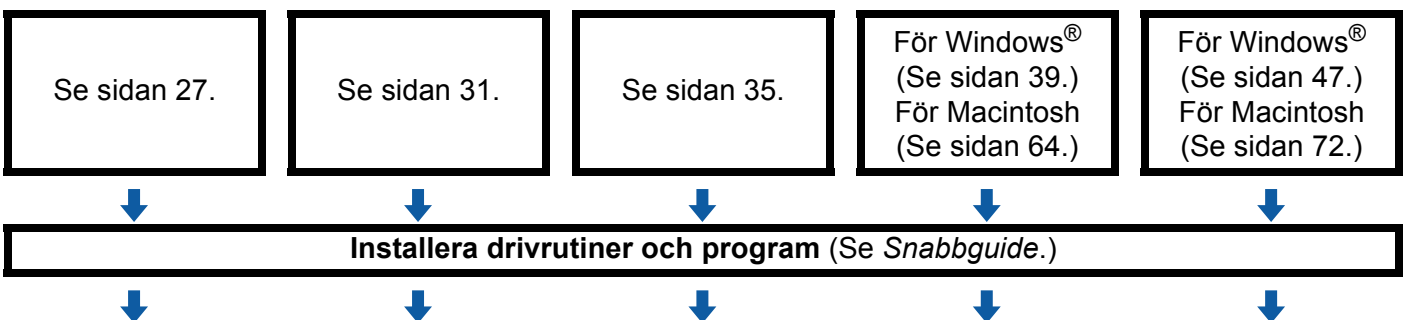 Se sidan 27.
Se sidan 31.
Se sidan 35.
För Windows®
(Se sidan 39.)
För Macintosh
(Se sidan 64.)
För Windows®
(Se sidan 47.)
För Macintosh
(Se sidan 72.)
Installera drivrutiner och program (Se Snabbguide.)